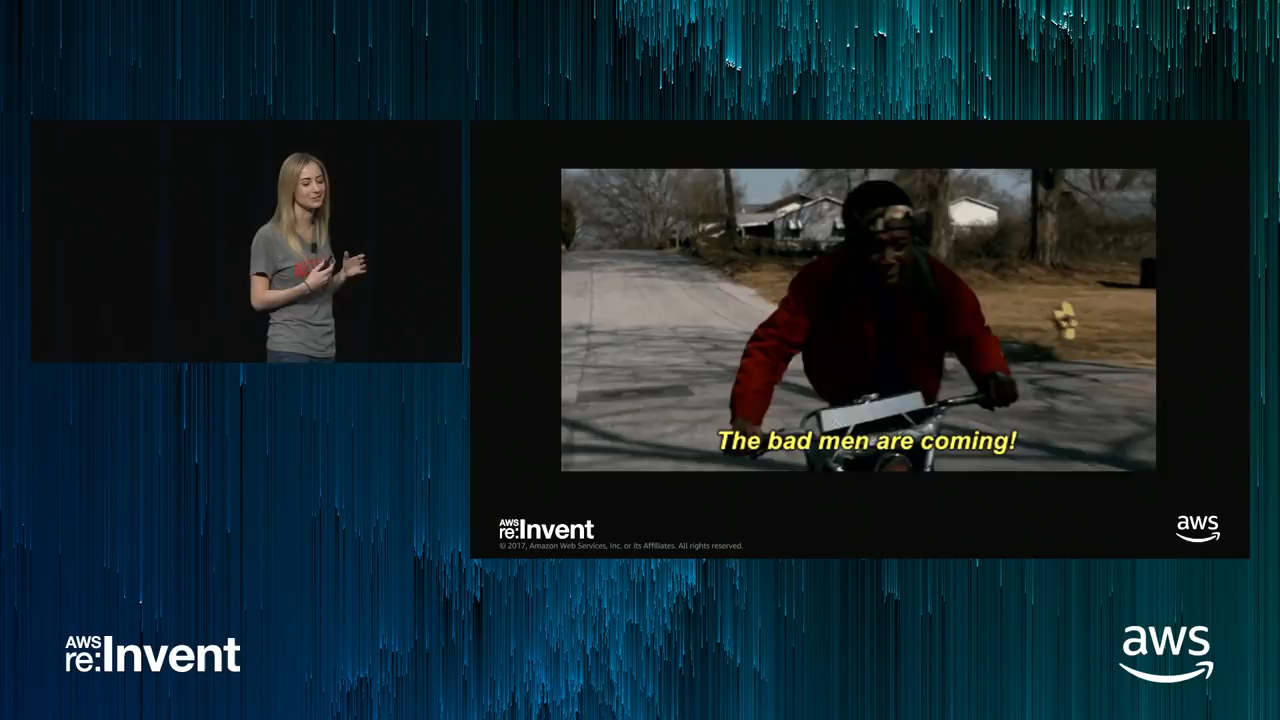 The bad men are coming!
AWS
re:Invent
aws
© 2017, Amazon Web Services, Inc. or its Affiliates. All rights reserved.
AWS
re:Invent
aws